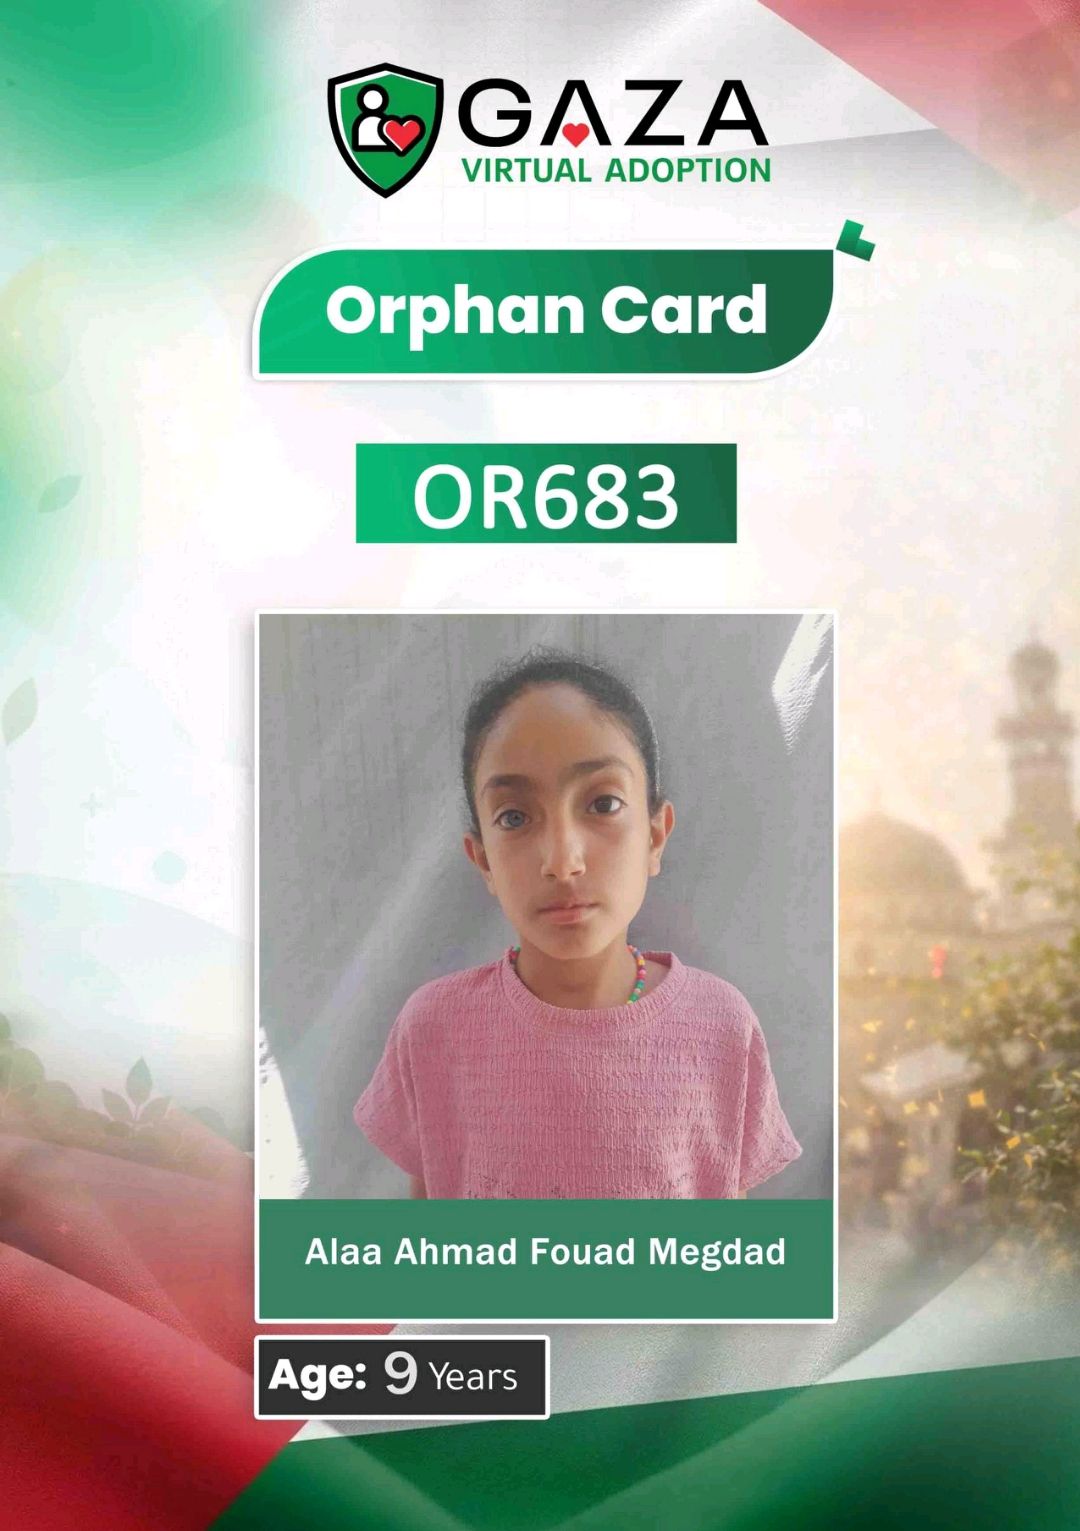 GAZA
VIRTUAL ADOPTION
Orphan Card
OR683
Alaa Ahmad Fouad Megdad
Age: 9 Years